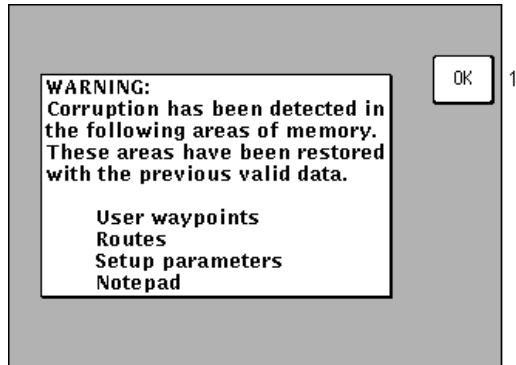 WARNING:
Corruption has been detected in
the following areas of memory.
These areas have been restored
with the previous valid data.
User waypoints
Routes
Setup parameters
Notepad
OK
1